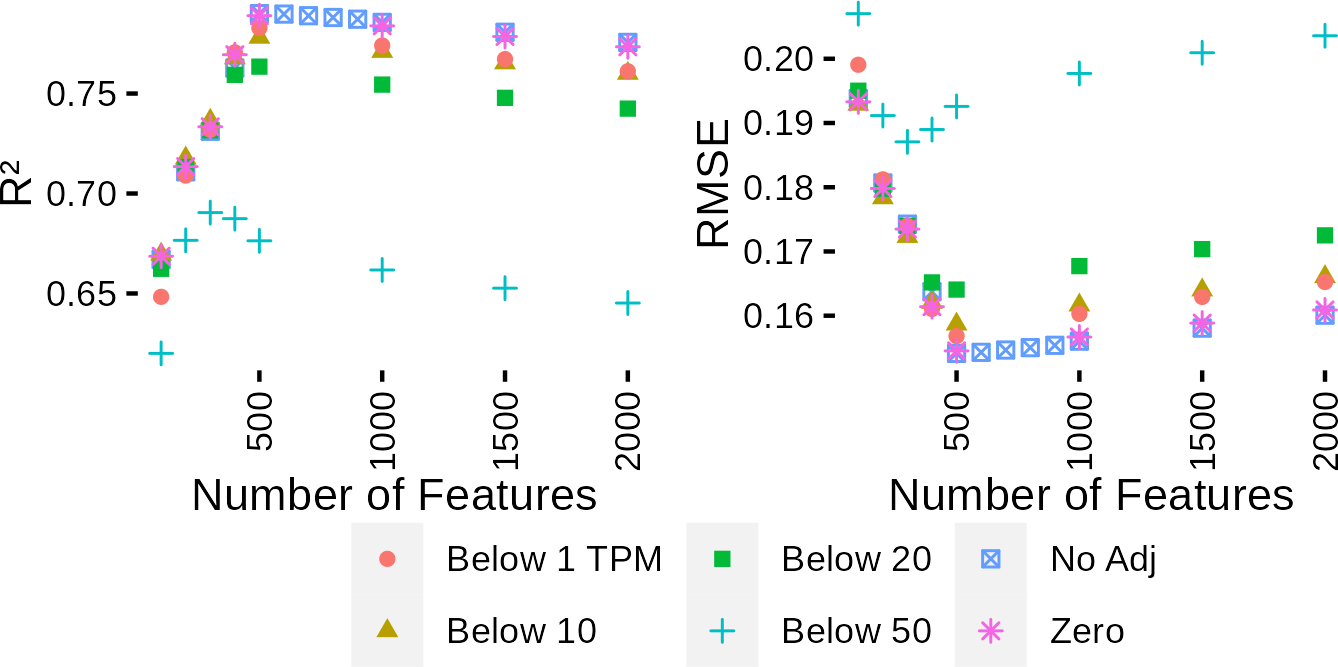 R²
0.75
0.70
0.65
500
1000
1500
2000
Number of Features
RMSE
0.20
0.19
0.18
0.17
0.16
500
1000
1500
2000
Number of Features
Below 1 TPM
Below 20
No Adj
Below 10
Below 50
Zero